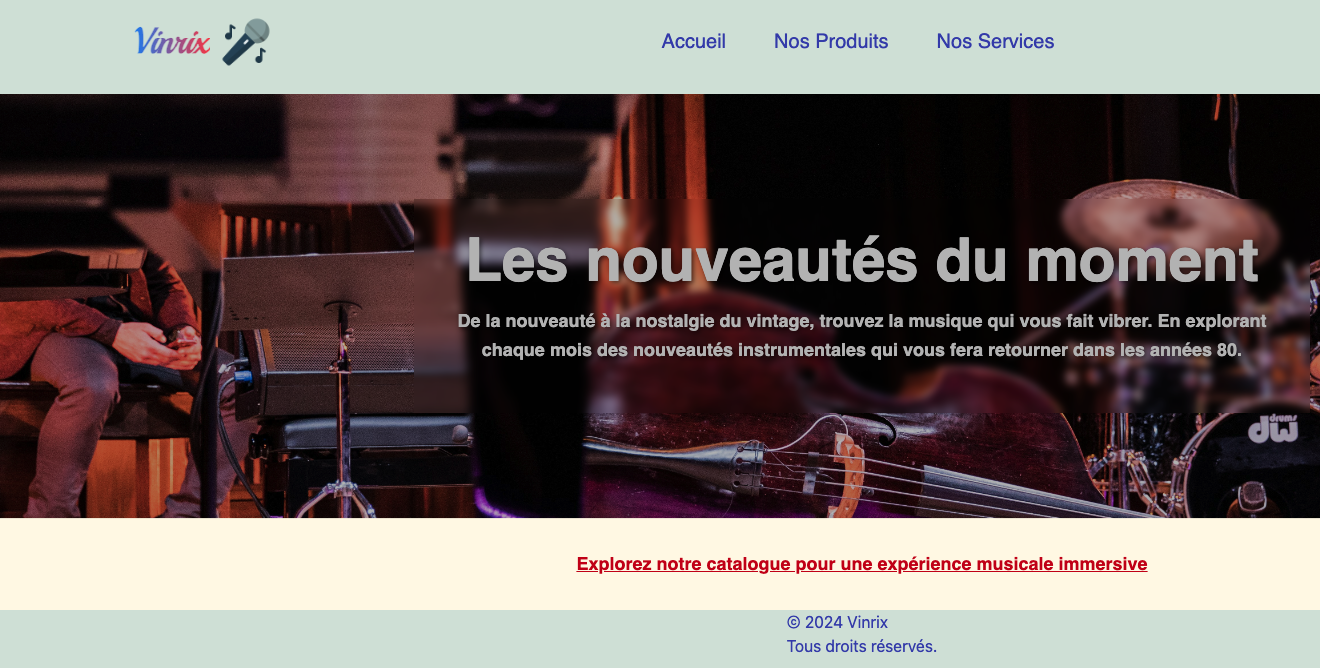 Vinrix
Accueil Nos Produits Nos Services
Les nouveautés du moment
De la nouveauté à la nostalgie du vintage, trouvez la musique qui vous fait vibrer. En explorant
chaque mois des nouveautés instrumentales qui vous fera retourner dans les années 80.
drums
dw
Explorez notre catalogue pour une expérience musicale immersive
© 2024 Vinrix
Tous droits réservés.